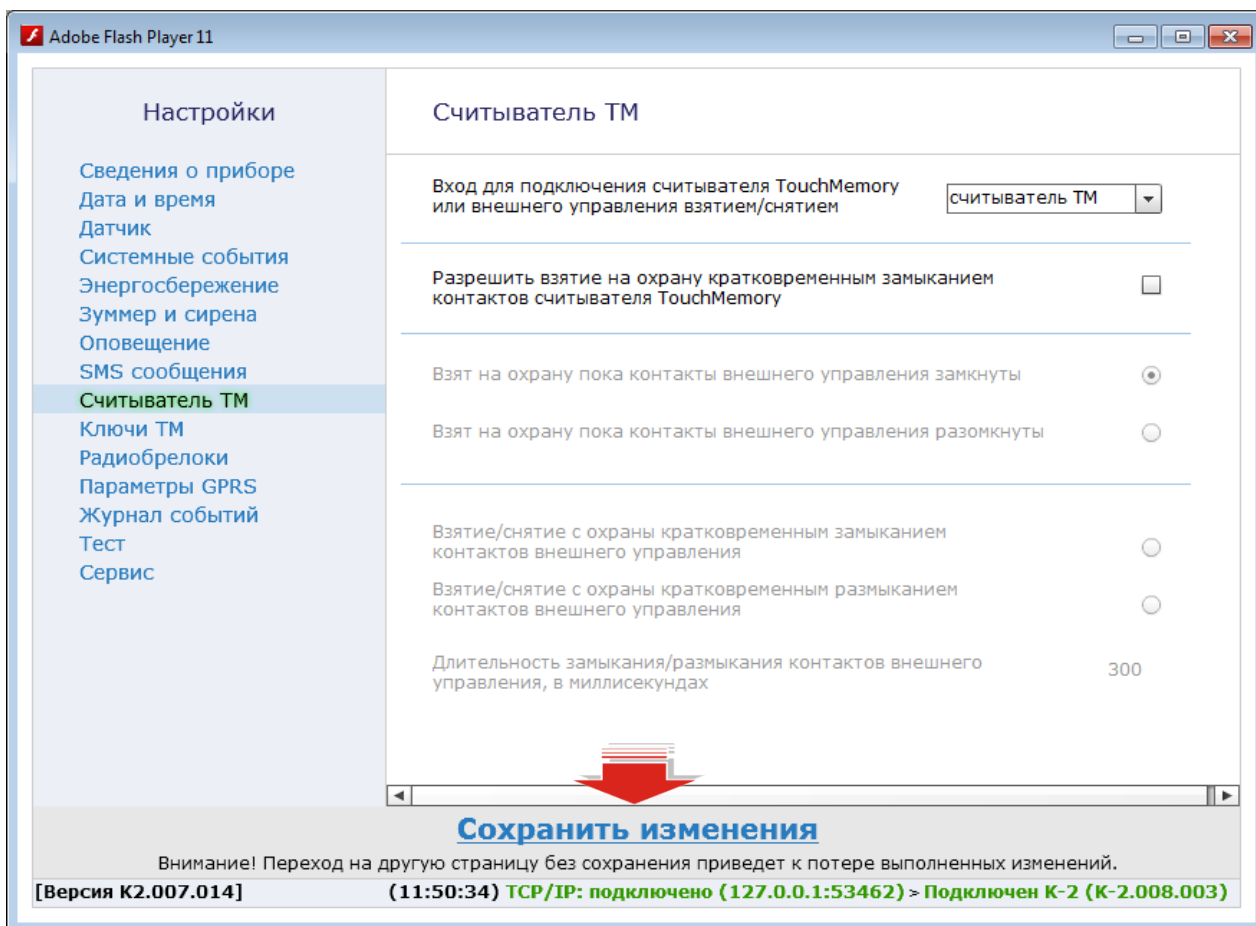 Adobe Flash Player 11
Настройки
Сведения о приборе
Дата и время
Датчик
Системные события
Энергосбережение
Зуммер и сирена
Оповещение
SMS сообщения
Считыватель ТМ
Ключи ТМ
Радиобрелоки
Параметры GPRS
Журнал событий
Тест
Сервис
Считыватель ТМ
Вход для подключения считывателя TouchMemory
или внешнего управления взятием/снятием
считыватель ТМ
Разрешить взятие на охрану кратковременным замыканием
контактов считывателя TouchMemory
Взят на охрану пока контакты внешнего управления замкнуты
Взят на охрану пока контакты внешнего управления разомкнуты
Взятие/снятие с охраны кратковременным замыканием
контактов внешнего управления
Взятие/снятие с охраны кратковременным размыканием
контактов внешнего управления
Длительность замыкания/размыкания контактов внешнего
управления, в миллисекундах
300
Сохранить изменения
Внимание! Переход на другую страницу без сохранения приведет к потере выполненных изменений.
[Версия K2.007.014]
(11:50:34) TCP/IP: подключено (127.0.0.1:53462) > Подключен К-2 (K-2.008.003)